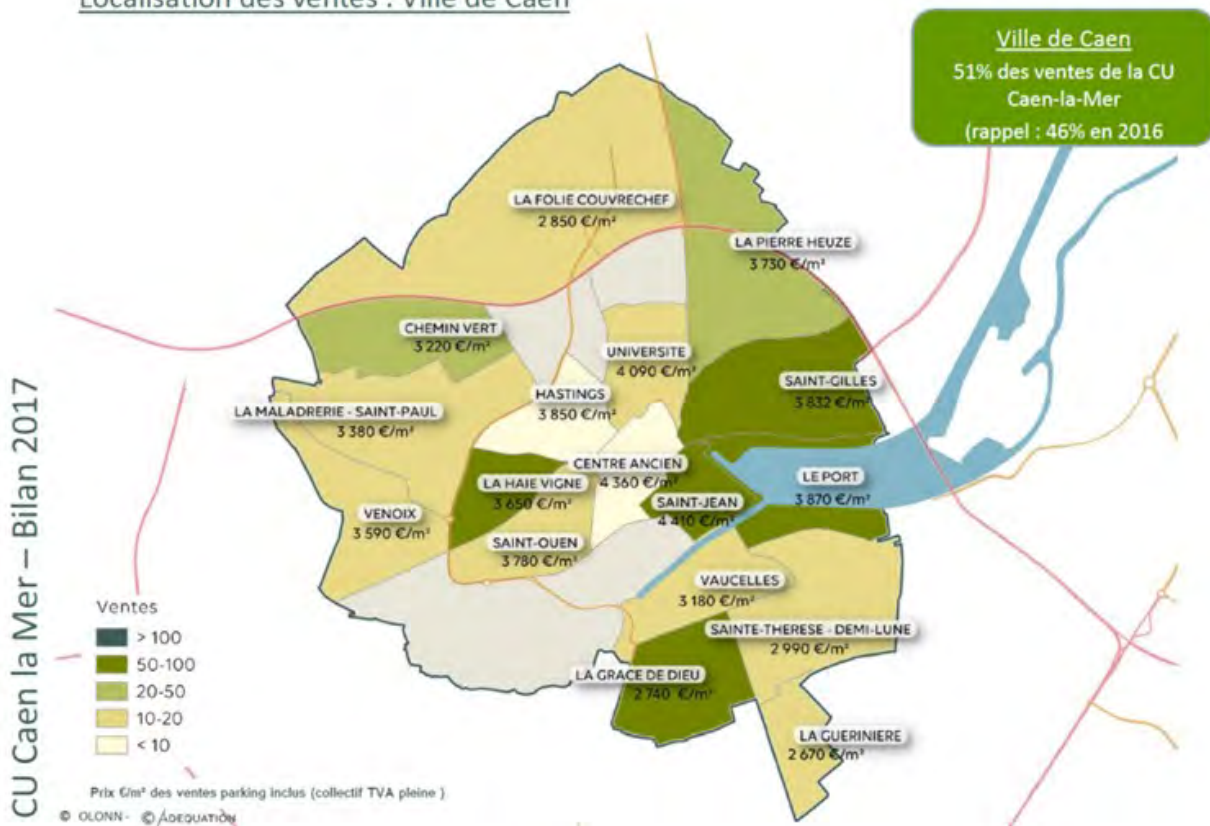 Localisation des ventes : Ville de Caen
Ville de Caen
51% des ventes de la CU
Caen-la-Mer
(rappel : 46% en 2016
LA FOLIE COUVRECHEF
2 850 €/m²
LA PIERRE HEUZE
3 730 €/m²
CHEMIN VERT
3 220 €/m²
UNIVERSITE
4 090 €/m²
SAINT-GILLES
3 832 €/m²
HASTINGS
3 850 €/m²
LA MALADRERIE - SAINT-PAUL
3 380 €/m²
CENTRE ANCIEN
4 360 €/m²
LE PORT
3 870 €/m²
LA HAIE VIGNE
3 650 €/m²
SAINT-JEAN
4 410 €/m²
VENOIX
3 590 €/m²
SAINT-OUEN
3 780 €/m²
VAUCELLES
3 180 €/m²
SAINTE-THERESE - DEMI-LUNE
2 990 €/m²
LA GRACE DE DIEU
2 740 €/m²
LA GUERINIERE
2 670 €/m²
CU Caen la Mer – Bilan 2017
Ventes
> 100
50-100
20-50
10-20
< 10
Prix €/m² des ventes parking inclus (collectif TVA pleine )
© OLONN - © ADEQUATION